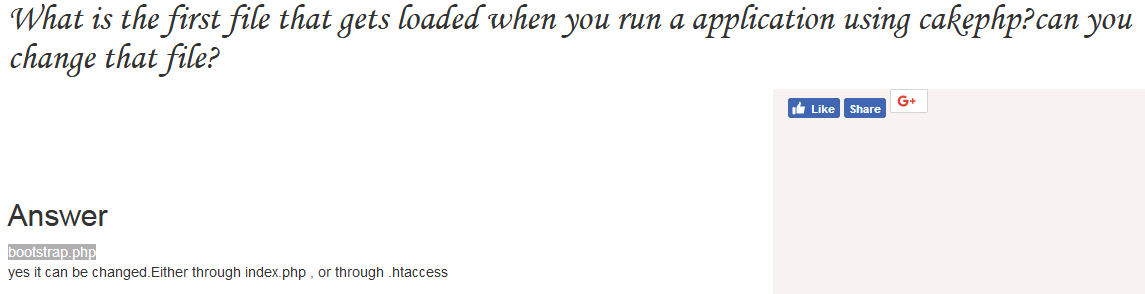 What is the first file that gets loaded when you run a application using cakephp?can you
change that file?
Like Share G+
Answer
bootstrap.php
yes it can be changed.Either through index.php , or through .htaccess